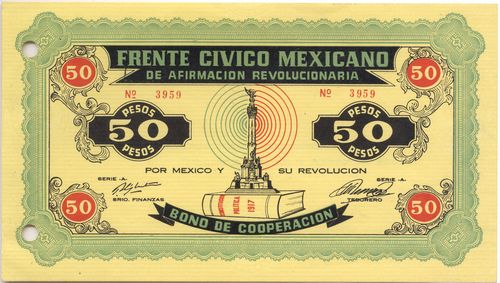 FRENTE CIVICO MEXICANO
DE AFIRMACION REVOLUCIONARIA
50
50
Nº 3959
Nº 3959
PESOS
50
PESOS
PESOS
50
PESOS
POR MEXICO Y SU REVOLUCION
SERIE -A-
SRIO. FINANZAS
SERIE -A-
TESORERO
POLITICA
1917
50
50
BONO DE COOPERACION